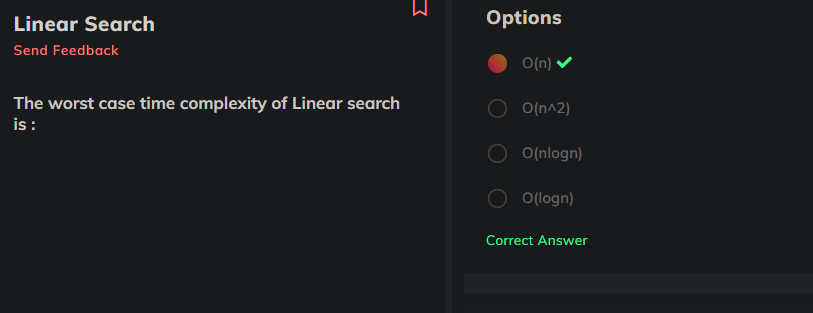 Linear Search
Send Feedback
The worst case time complexity of Linear search
is :
Options
O(n)
O(n^2)
O(nlogn)
O(logn)
Correct Answer